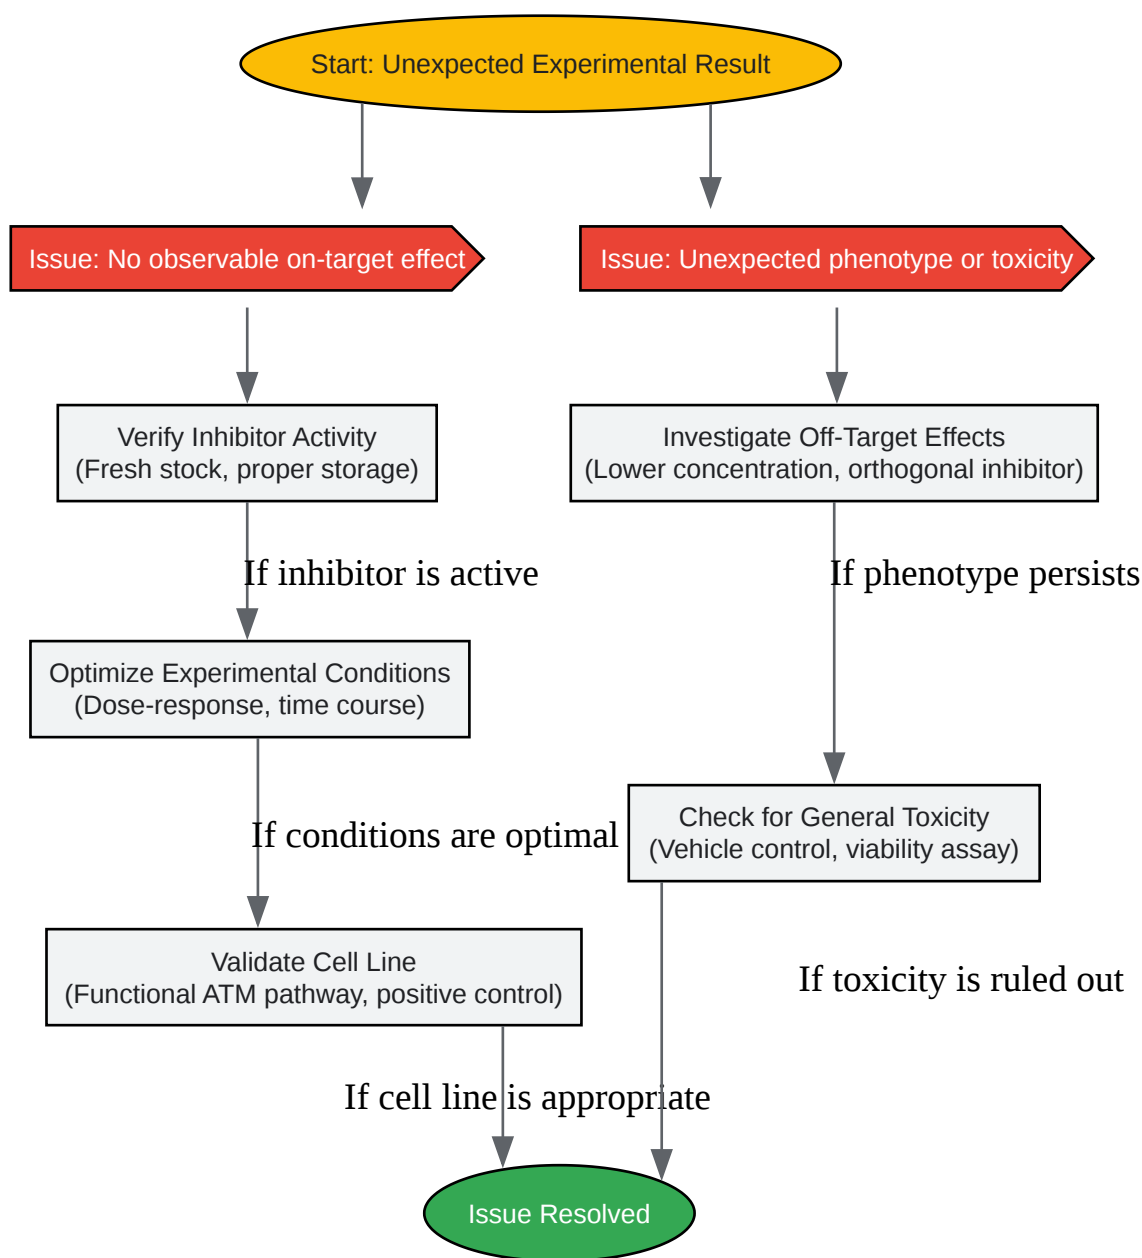 Start: Unexpected Experimental Result
Issue: No observable on-target effect
Issue: Unexpected phenotype or toxicity
Verify Inhibitor Activity
(Fresh stock, proper storage)
Investigate Off-Target Effects
(Lower concentration, orthogonal inhibitor)
If inhibitor is active
If phenotype persists
Optimize Experimental Conditions
(Dose-response, time course)
If conditions are optimal
Check for General Toxicity
(Vehicle control, viability assay)
Validate Cell Line
(Functional ATM pathway, positive control)
If toxicity is ruled out
If cell line is appropriate
Issue Resolved